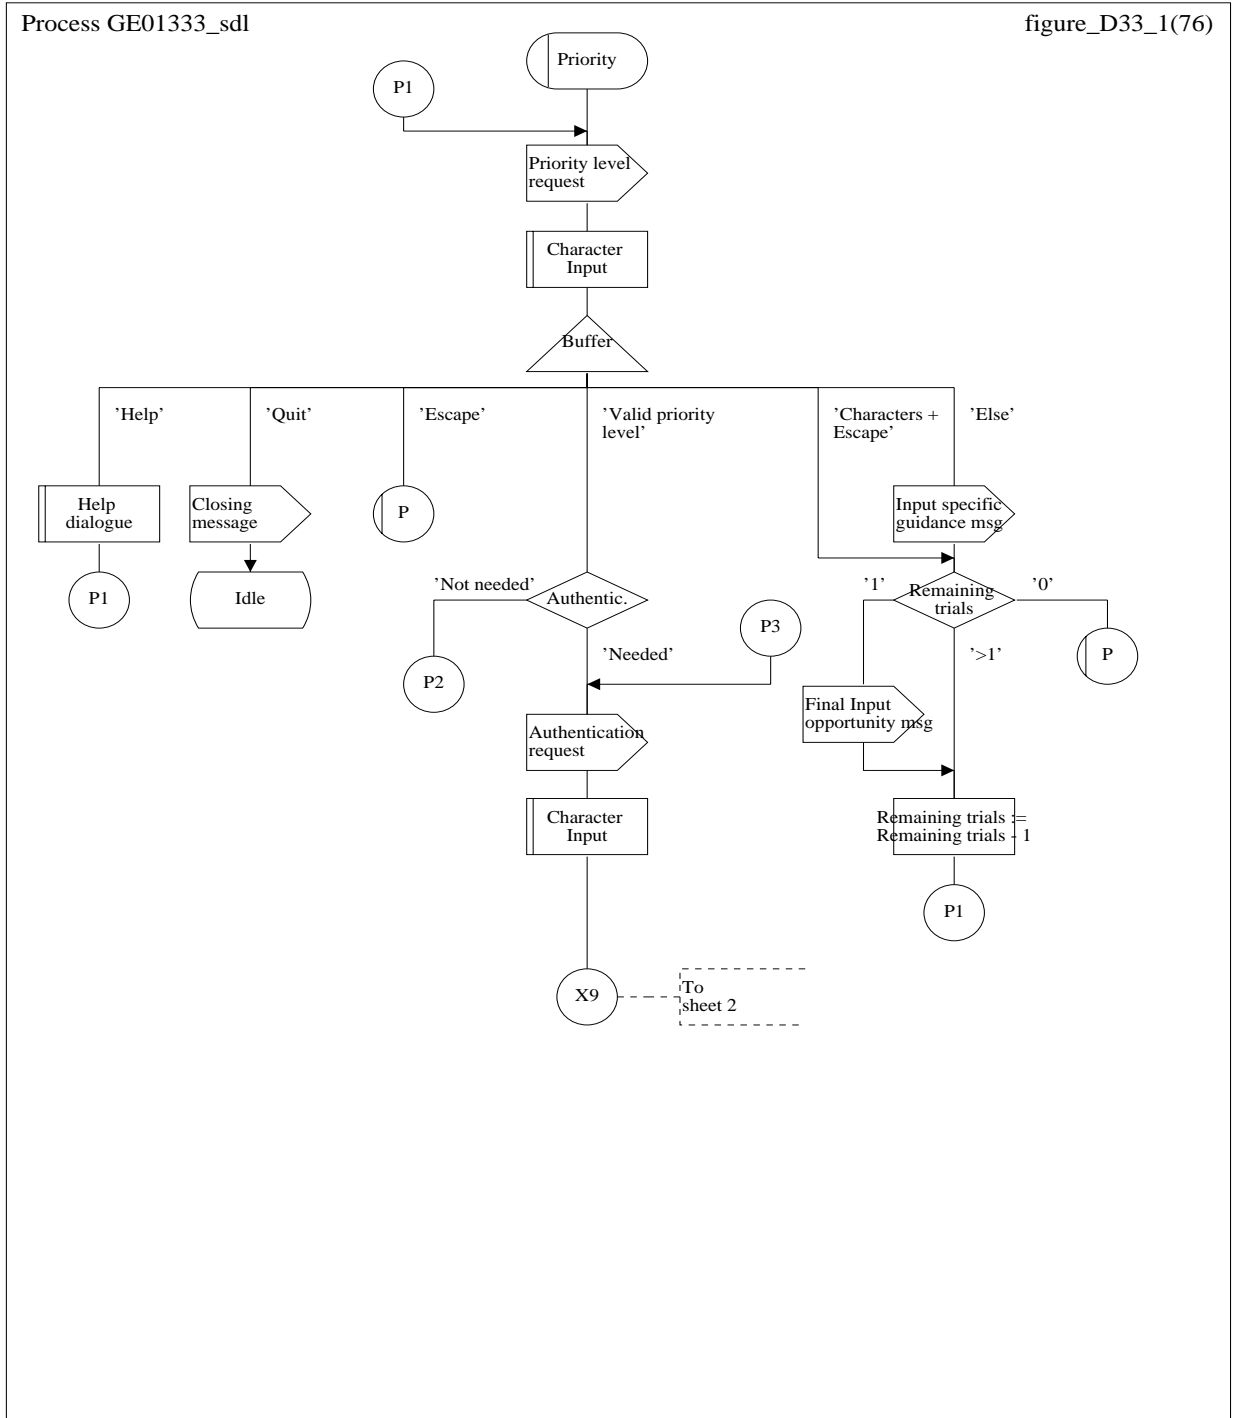 Process GE01333_sdl
figure_D33_1(76)
Priority
P1
Priority level
request
Character
Input
Buffer
'Help'
'Quit'
'Escape'
'Valid priority
level'
'Characters +
Escape'
'Else'
Help
dialogue
Closing
message
P
Input specific
guidance msg
P1
Idle
'Not needed'
Authentic.
'1'
Remaining
trials
'0'
P2
'Needed'
P3
'>1'
P
Authentication
request
Final Input
opportunity msg
Character
Input
Remaining trials :=
Remaining trials - 1
P1
X9
To
sheet 2